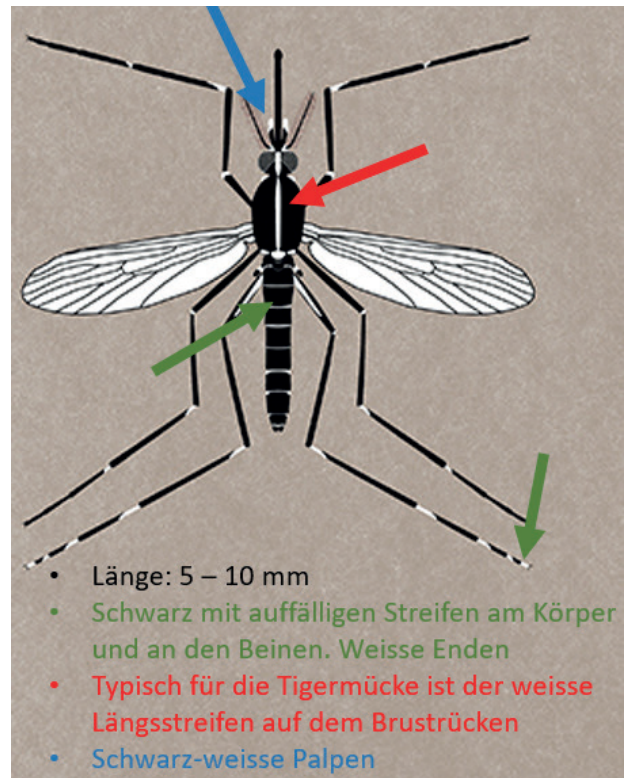 • Länge: 5 – 10 mm
• Schwarz mit auffälligen Streifen am Körper
und an den Beinen. Weisse Enden
• Typisch für die Tigermücke ist der weisse
Längsstreifen auf dem Brustrücken
• Schwarz-weisse Palpen